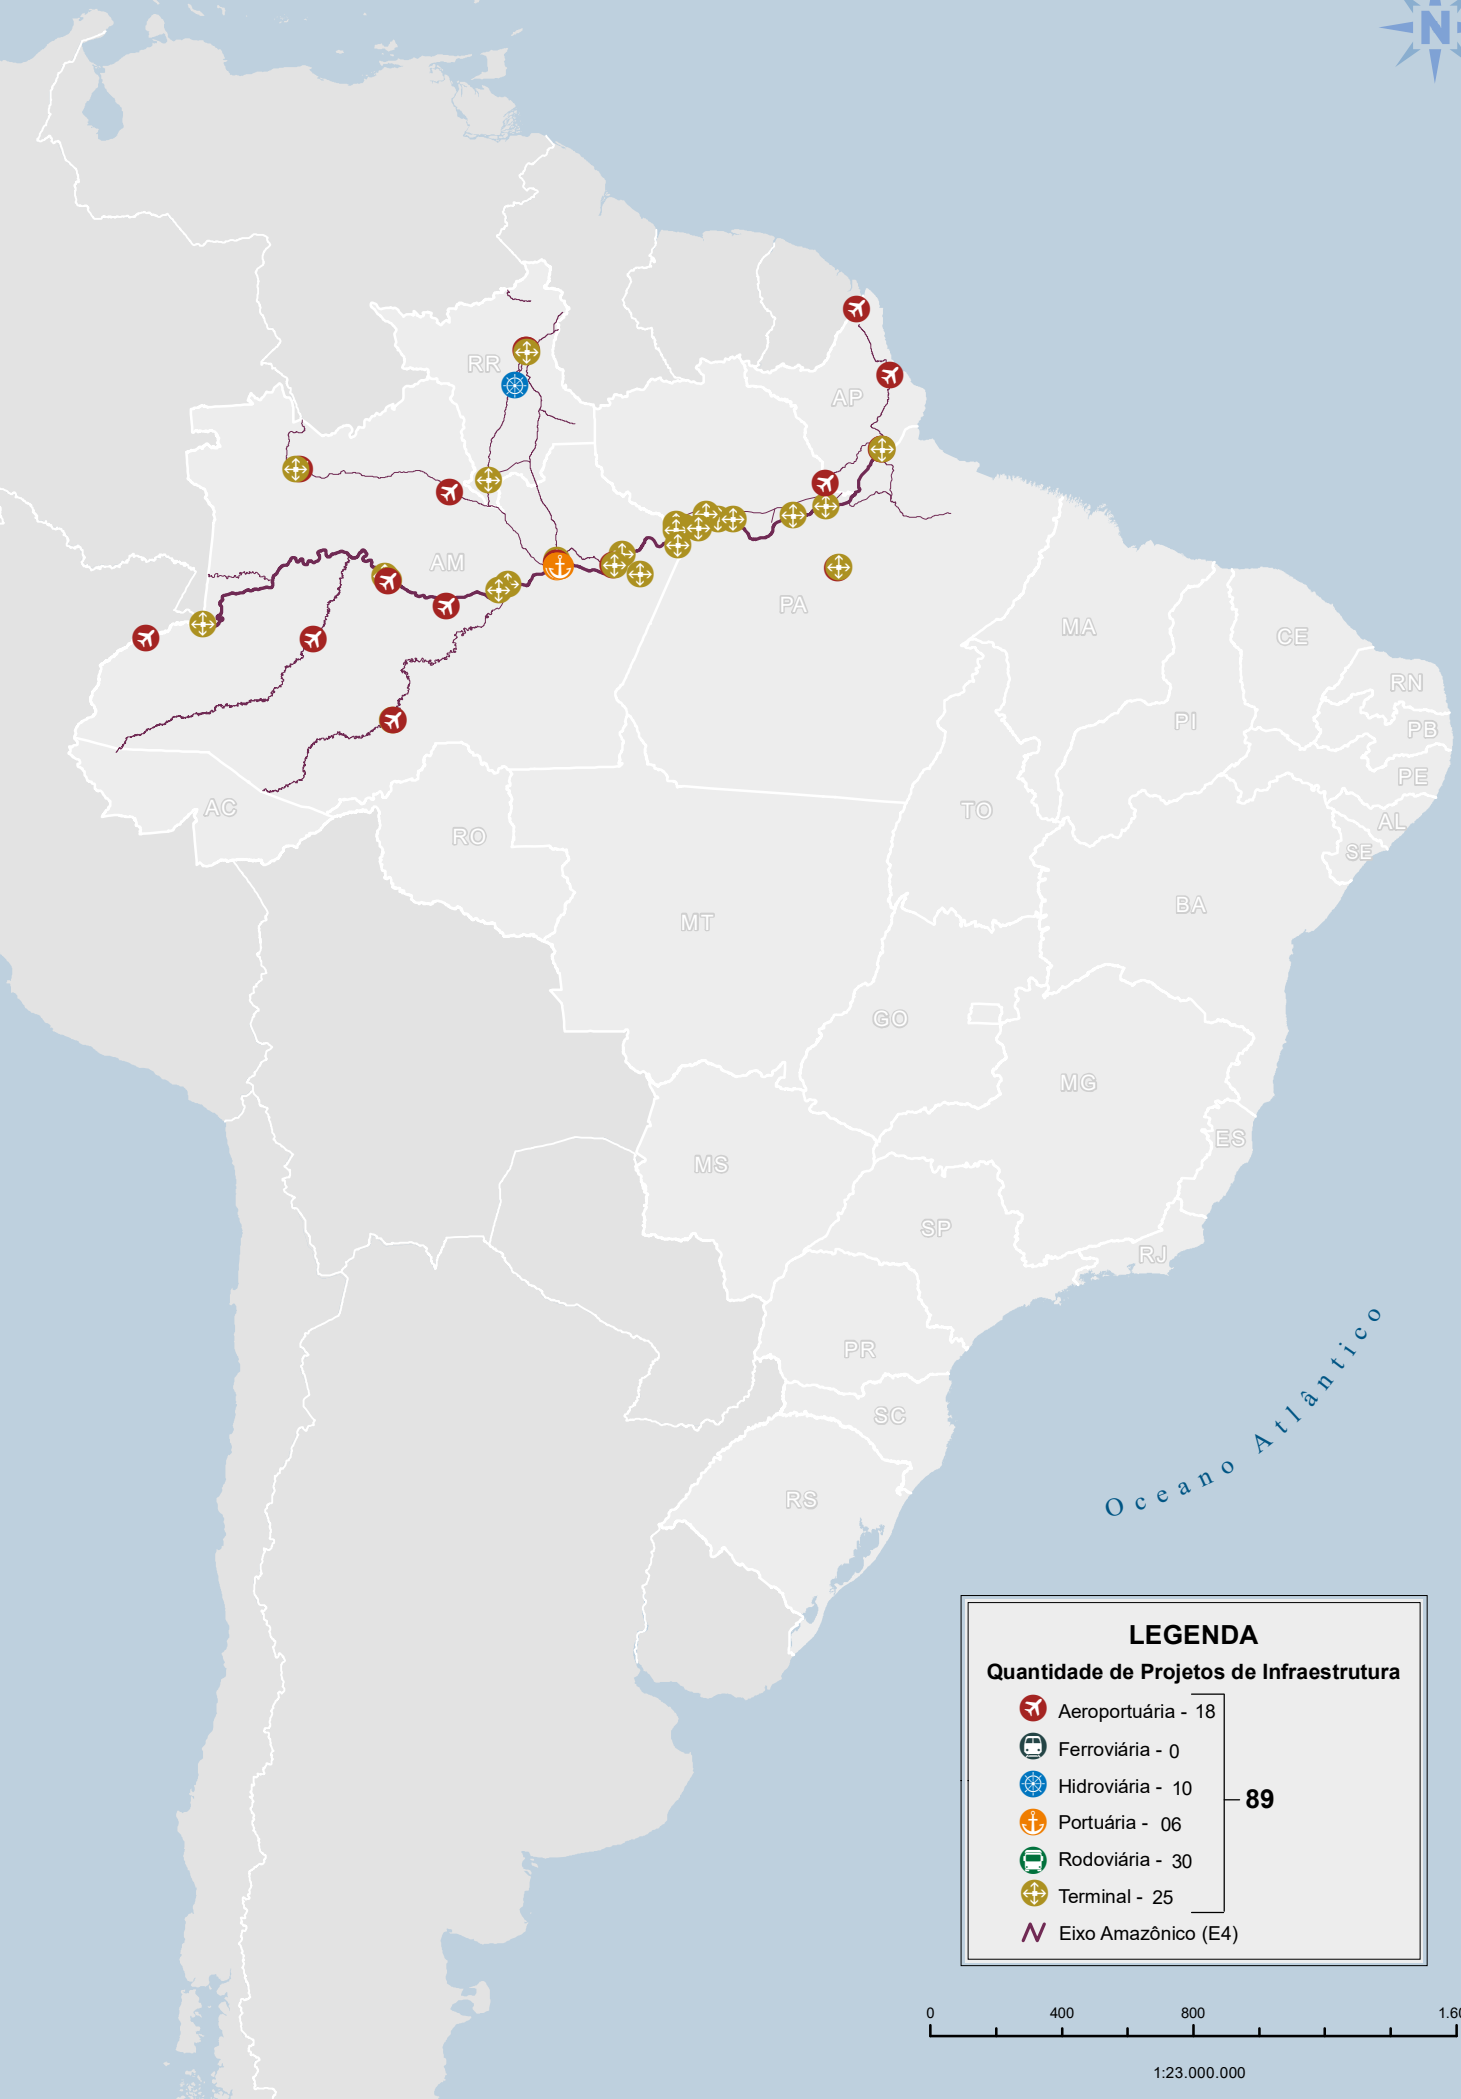 N
RR
AP
AM
PA
MA
CE
RN
PI
PB
PE
AC
TO
AL
RO
SE
BA
MT
GO
MG
ES
MS
SP
RJ
PR
SC
RS
Oceano Atlântico
LEGENDA
Quantidade de Projetos de Infraestrutura
Aeroportuária - 18
Ferroviária - 0
Hidroviária - 10
89
Portuária - 06
Rodoviária - 30
Terminal - 25
Eixo Amazônico (E4)
0 400 800
1:23.000.000